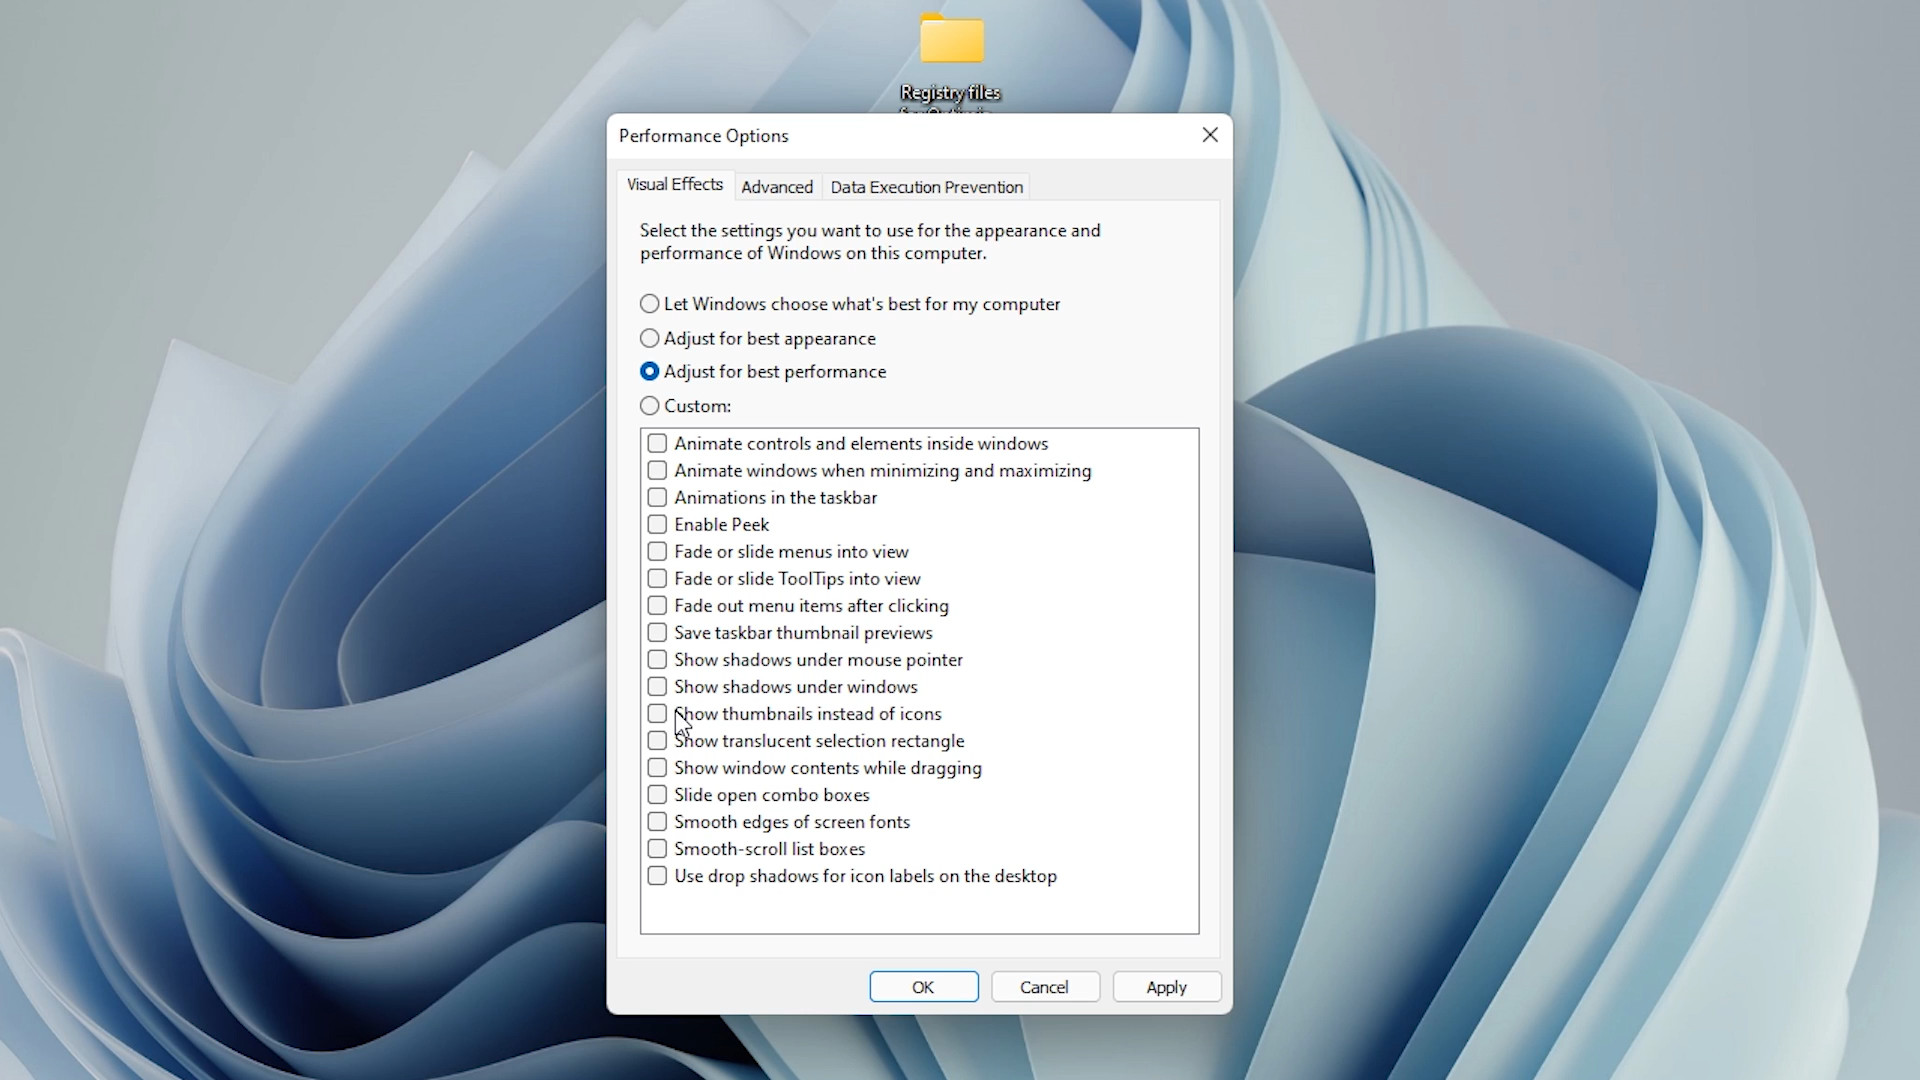 Registry files
Performance Options
Visual Effects
Advanced
Data Execution Prevention
Select the settings you want to use for the appearance and
performance of Windows on this computer.
Let Windows choose what's best for my computer
Adjust for best appearance
Adjust for best performance
Custom:
Animate controls and elements inside windows
Animate windows when minimizing and maximizing
Animations in the taskbar
Enable Peek
Fade or slide menus into view
Fade or slide ToolTips into view
Fade out menu items after clicking
Save taskbar thumbnail previews
Show shadows under mouse pointer
Show shadows under windows
Show thumbnails instead of icons
Show translucent selection rectangle
Show window contents while dragging
Slide open combo boxes
Smooth edges of screen fonts
Smooth-scroll list boxes
Use drop shadows for icon labels on the desktop
OK
Cancel
Apply